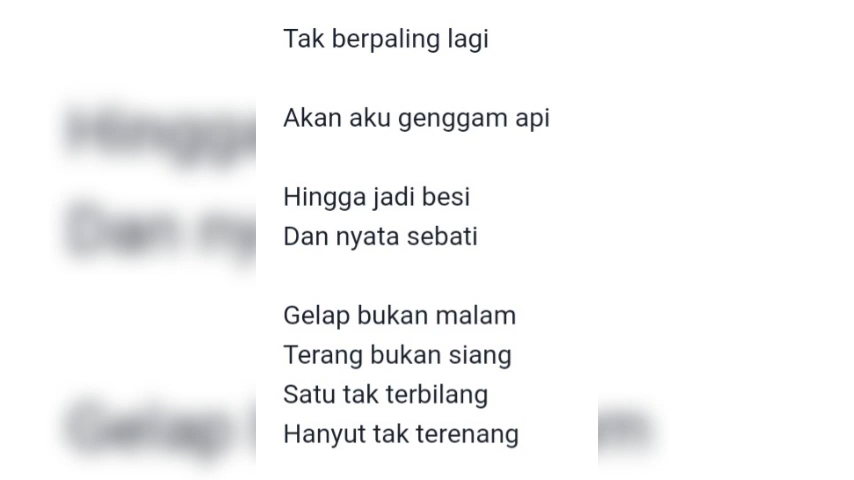 Tak berpaling lagi
Akan aku genggam api
Hingga jadi besi
Dan nyata sebati
Gelap bukan malam
Terang bukan siang
Satu tak terbilang
Hanyut tak terenang